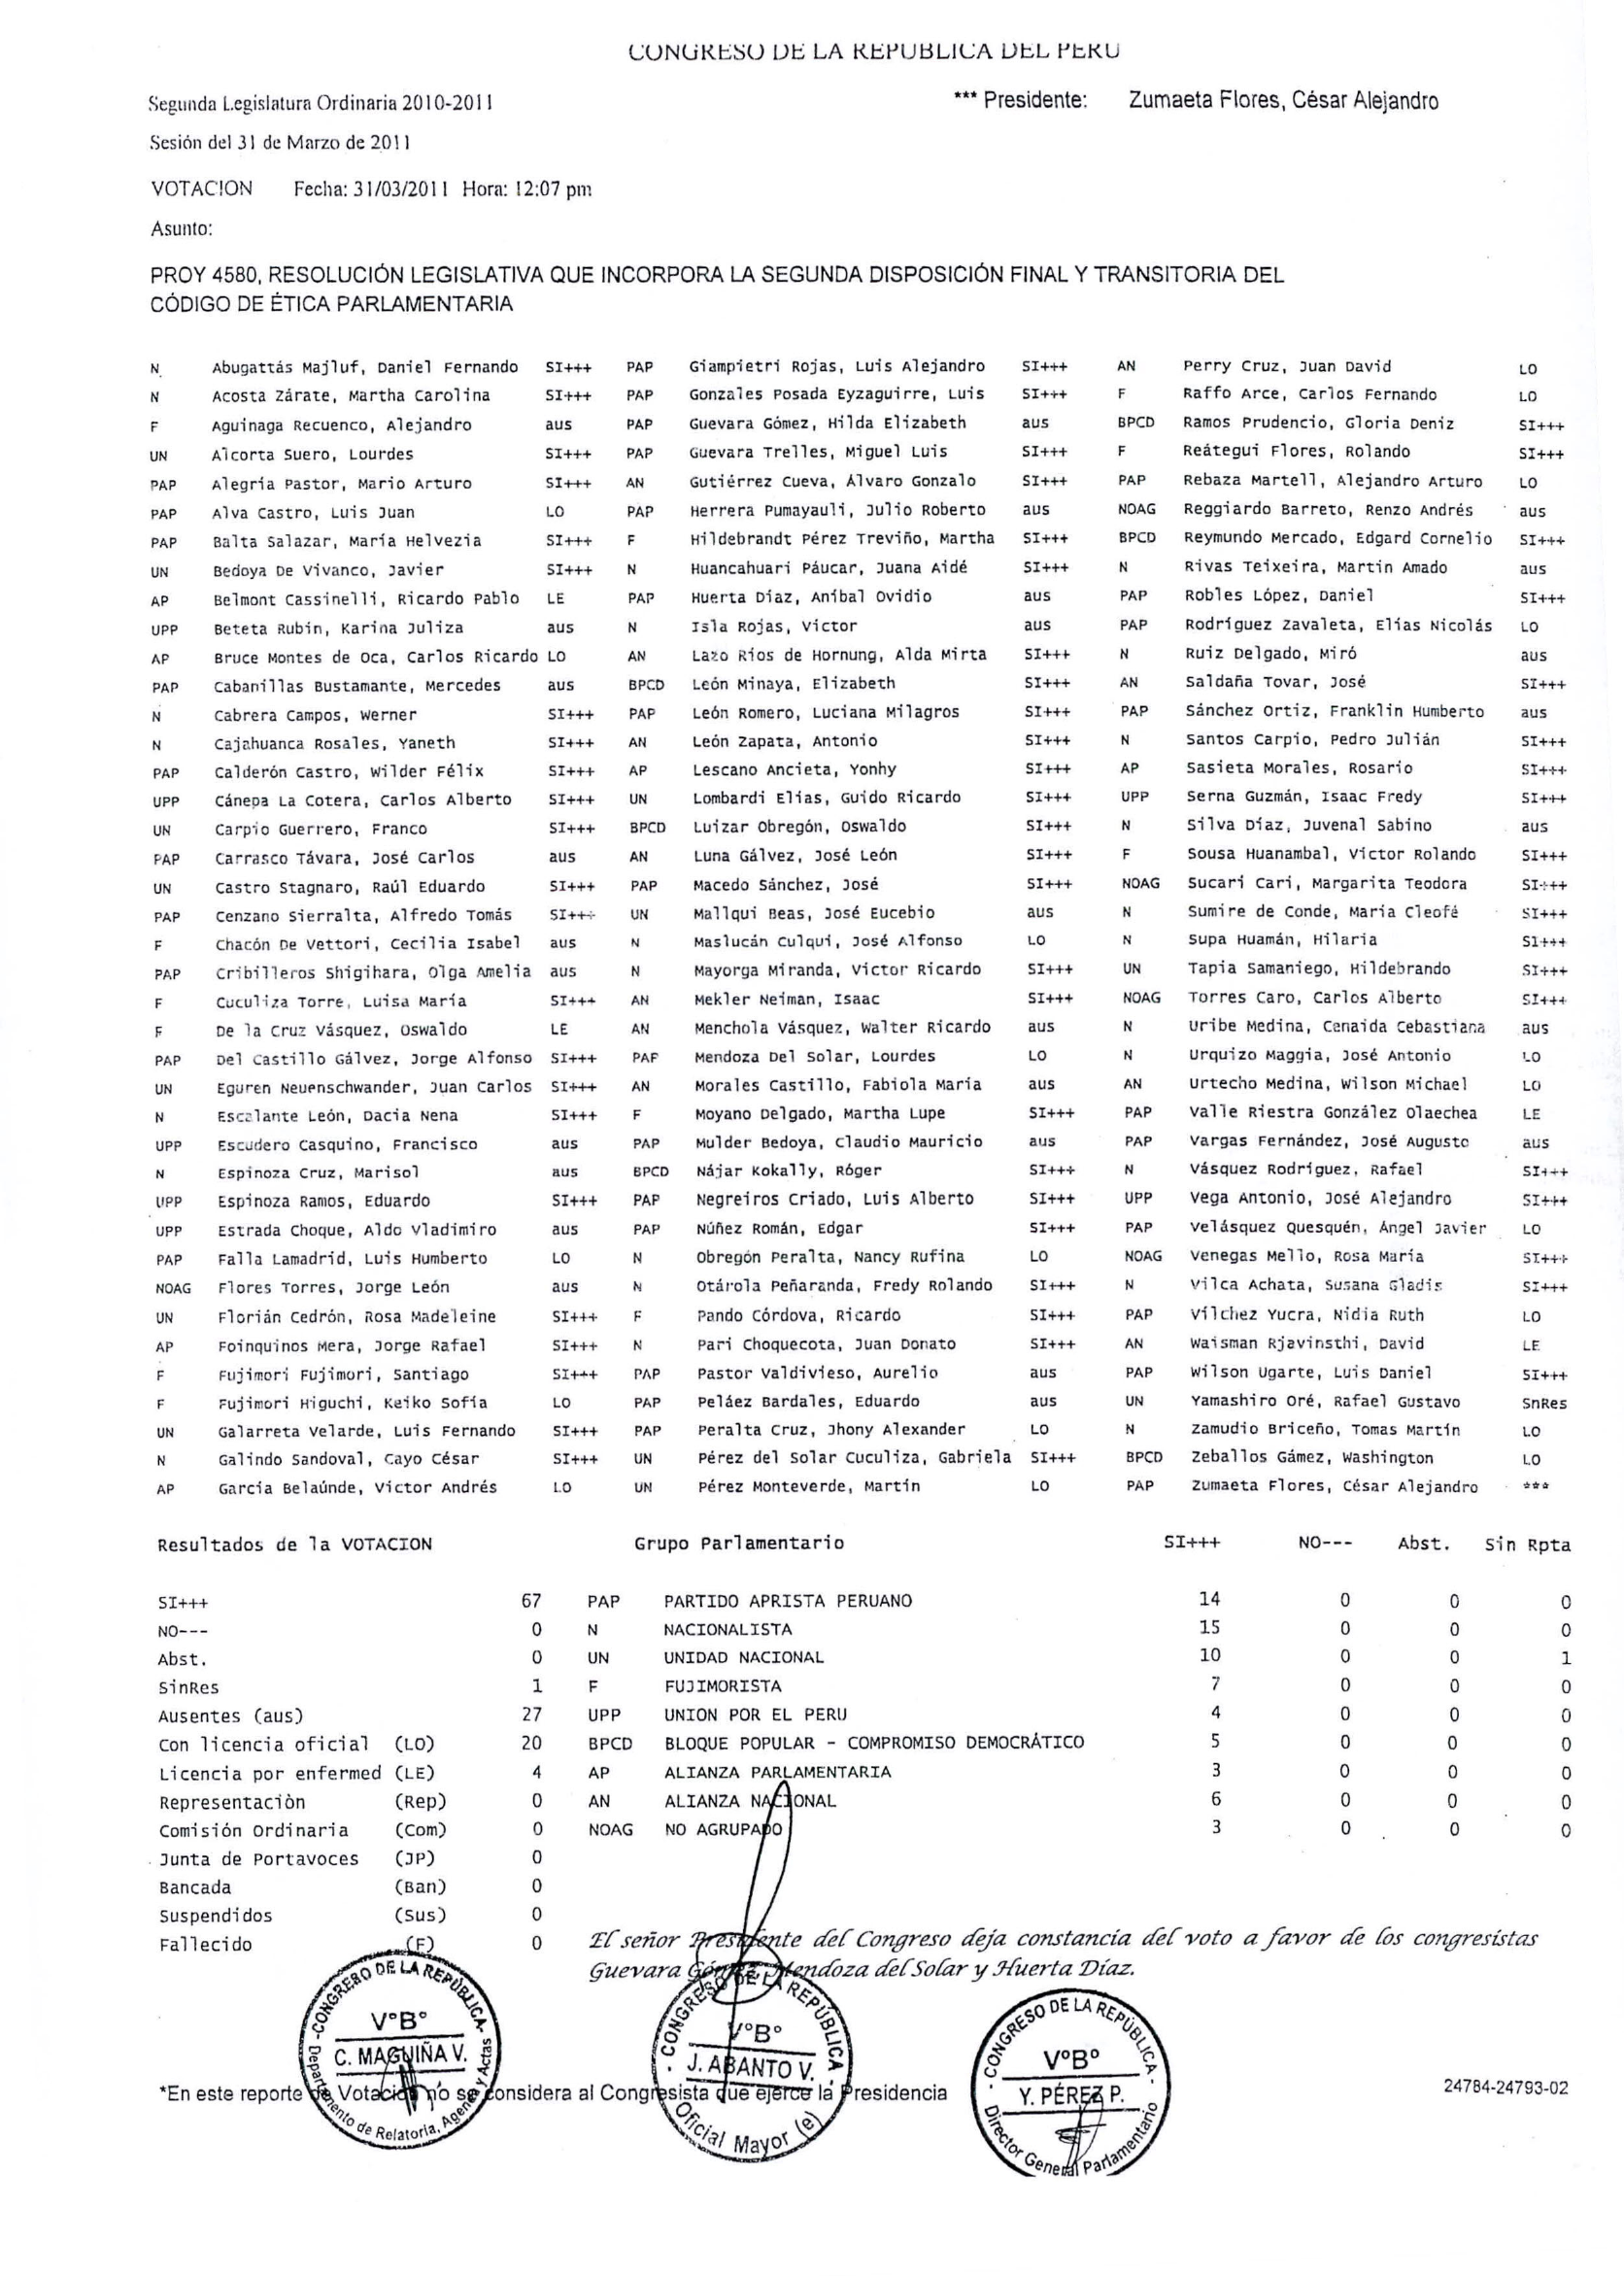 CONGRESO DE LA REPUBLICA DEL PERU
Segunda Legislatura Ordinaria 2010-2011 *** Presidente: Zumaeta Flores, César Alejandro
Sesión del 31 de Marzo de 2011
VOTACION Fecha: 31/03/2011 Hora: 12:07 pm
Asunto:
PROY 4580, RESOLUCIÓN LEGISLATIVA QUE INCORPORA LA SEGUNDA DISPOSICIÓN FINAL Y TRANSITORIA DEL
CÓDIGO DE ÉTICA PARLAMENTARIA
N Abugattás Majluf, Daniel Fernando SI+++ PAP Giampietri Rojas, Luis Alejandro SI+++ AN Perry Cruz, Juan David LO
N Acosta Zárate, Martha Carolina SI+++ PAP Gonzales Posada Eyzaguirre, Luis SI+++ F Raffo Arce, Carlos Fernando LO
F Aguinaga Recuenco, Alejandro aus PAP Guevara Gómez, Hilda Elizabeth aus BPCD Ramos Prudencio, Gloria Deniz SI+++
UN Alcorta Suero, Lourdes SI+++ PAP Guevara Trelles, Miguel Luis SI+++ F Reátegui Flores, Rolando SI+++
PAP Alegría Pastor, Mario Arturo SI+++ AN Gutiérrez Cueva, Álvaro Gonzalo SI+++ PAP Rebaza Martell, Alejandro Arturo LO
PAP Alva Castro, Luis Juan LO PAP Herrera Pumayauli, Julio Roberto aus NOAG Reggiardo Barreto, Renzo Andrés aus
PAP Balta Salazar, María Helvezia SI+++ F Hildebrandt Pérez Treviño, Martha SI+++ BPCD Reymundo Mercado, Edgard Cornelio SI+++
UN Bedoya De Vivanco, Javier SI+++ N Huancahuari Páucar, Juana Aidé SI+++ N Rivas Teixeira, Martin Amado aus
AP Belmont Cassinelli, Ricardo Pablo LE PAP Huerta Díaz, Aníbal Ovidio aus PAP Robles López, Daniel SI+++
UPP Beteta Rubín, Karina Juliza aus N Isla Rojas, Víctor aus PAP Rodríguez Zavaleta, Elías Nicolás LO
AP Bruce Montes de Oca, Carlos Ricardo LO AN Lazo Ríos de Hornung, Alda Mirta SI+++ N Ruiz Delgado, Miró aus
PAP Cabanillas Bustamante, Mercedes aus BPCD León Minaya, Elizabeth SI+++ AN Saldaña Tovar, José SI+++
N Cabrera Campos, Werner SI+++ PAP León Romero, Luciana Milagros SI+++ PAP Sánchez Ortiz, Franklin Humberto aus
N Cajahuanca Rosales, Yaneth SI+++ AN León Zapata, Antonio SI+++ N Santos Carpio, Pedro Julián SI+++
PAP Calderón Castro, Wilder Félix SI+++ AP Lescano Ancieta, Yonhy SI+++ AP Sasieta Morales, Rosario SI+++
UPP Cánepa La Cotera, Carlos Alberto SI+++ UN Lombardi Elías, Guido Ricardo SI+++ UPP Serna Guzmán, Isaac Fredy SI+++
UN Carpio Guerrero, Franco SI+++ BPCD Luizar Obregón, Oswaldo SI+++ N Silva Díaz, Juvenal Sabino aus
PAP Carrasco Távara, José Carlos aus AN Luna Gálvez, José León SI+++ F Sousa Huanambal, Víctor Rolando SI+++
UN Castro Stagnaro, Raúl Eduardo SI+++ PAP Macedo Sánchez, José SI+++ NOAG Sucari Cari, Margarita Teodora SI+++
PAP Cenzano Sierralta, Alfredo Tomás SI+++ UN Mallqui Beas, José Eucebio aus N Sumire de Conde, María Cleofé SI+++
F Chacón De Vettori, Cecilia Isabel aus N Maslucán Culqui, José Alfonso LO N Supa Huamán, Hilaria SI+++
PAP Cribilleros Shigihara, Olga Amelia aus N Mayorga Miranda, Víctor Ricardo SI+++ UN Tapia Samaniego, Hildebrando SI+++
F Cuculiza Torre, Luisa María SI+++ AN Mekler Neiman, Isaac SI+++ NOAG Torres Caro, Carlos Alberto SI+++
F De la Cruz Vásquez, Oswaldo LE AN Menchola Vásquez, Walter Ricardo aus N Uribe Medina, Cenaida Cebastiana aus
PAP Del Castillo Gálvez, Jorge Alfonso SI+++ PAP Mendoza Del Solar, Lourdes LO N Urquizo Maggia, José Antonio LO
UN Eguren Neuenschwander, Juan Carlos SI+++ AN Morales Castillo, Fabiola María aus AN Urtecho Medina, Wilson Michael LO
N Escalante León, Dacia Nena SI+++ F Moyano Delgado, Martha Lupe SI+++ PAP Valle Riestra González Olaechea LE
UPP Escudero Casquino, Francisco aus PAP Mulder Bedoya, Claudio Mauricio aus PAP Vargas Fernández, José Augusto aus
N Espinoza Cruz, Marisol aus BPCD Nájar Kokally, Róger SI+++ N Vásquez Rodríguez, Rafael SI+++
UPP Espinoza Ramos, Eduardo SI+++ PAP Negreiros Criado, Luis Alberto SI+++ UPP Vega Antonio, José Alejandro SI+++
UPP Estrada Choque, Aldo Vladimiro aus PAP Núñez Román, Edgar SI+++ PAP Velásquez Quesquén, Ángel Javier LO
PAP Falla Lamadrid, Luis Humberto LO N Obregón Peralta, Nancy Rufina LO NOAG Venegas Mello, Rosa María SI+++
NOAG Flores Torres, Jorge León aus N Otárola Peñaranda, Fredy Rolando SI+++ N Vilca Achata, Susana Gladis SI+++
UN Florián Cedrón, Rosa Madeleine SI+++ F Pando Córdova, Ricardo SI+++ PAP Vílchez Yucra, Nidia Ruth LO
AP Foinquinos Mera, Jorge Rafael SI+++ N Pari Choquecota, Juan Donato SI+++ AN Waisman Rjavinsthi, David LE
F Fujimori Fujimori, Santiago SI+++ PAP Pastor Valdivieso, Aurelio aus PAP Wilson Ugarte, Luis Daniel SI+++
F Fujimori Higuchi, Keiko Sofía LO PAP Peláez Bardales, Eduardo aus UN Yamashiro Oré, Rafael Gustavo SnRes
UN Galarreta Velarde, Luis Fernando SI+++ PAP Peralta Cruz, Jhony Alexander LO N Zamudio Briceño, Tomas Martín LO
N Galindo Sandoval, Cayo César SI+++ UN Pérez del Solar Cuculiza, Gabriela SI+++ BPCD Zeballos Gámez, Washington LO
AP García Belaúnde, Víctor Andrés LO UN Pérez Monteverde, Martín LO PAP Zumaeta Flores, César Alejandro ***
Resultados de la VOTACION Grupo Parlamentario SI+++ NO--- Abst. Sin Rpta
SI+++ 67 PAP PARTIDO APRISTA PERUANO 14 0 0 0
NO--- 0 N NACIONALISTA 15 0 0 0
Abst. 0 UN UNIDAD NACIONAL 10 0 0 1
SinRes 1 F FUJIMORISTA 7 0 0 0
Ausentes (aus) 27 UPP UNION POR EL PERU 4 0 0 0
Con licencia oficial (LO) 20 BPCD BLOQUE POPULAR - COMPROMISO DEMOCRÁTICO 5 0 0 0
Licencia por enfermed (LE) 4 AP ALIANZA PARLAMENTARIA 3 0 0 0
Representaciòn (Rep) 0 AN ALIANZA NACIONAL 6 0 0 0
Comisión Ordinaria (Com) 0 NOAG NO AGRUPADO 3 0 0 0
Junta de Portavoces (JP) 0
Bancada (Ban) 0
Suspendidos (Sus) 0
Fallecido (F) 0
El señor Presidente del Congreso deja constancia del voto a favor de los congresistas
Guevara Gómez, Mendoza del Solar y Huerta Díaz.
- CONGRESO DE LA REPÚBLICA -
V°B°
C. MAGUIÑA V.
Departamento de Relatoría, Agenda y Actas
- CONGRESO DE LA REPÚBLICA -
V°B°
J. ABANTO V.
Oficial Mayor (e)
- CONGRESO DE LA REPÚBLICA -
V°B°
Y. PÉREZ P.
Director General Parlamentario
*En este reporte de Votación no se considera al Congresista que ejerce la Presidencia
24784-24793-02